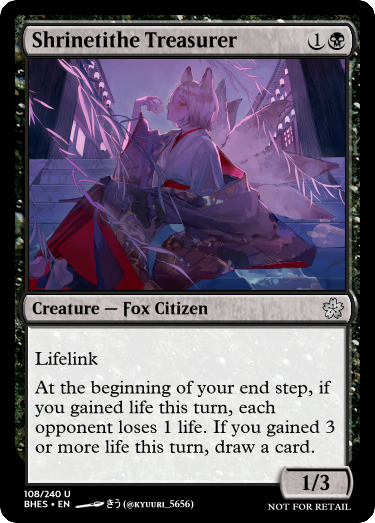 Shrinetithe Treasurer 1
Creature — Fox Citizen
Lifelink
At the beginning of your end step, if
you gained life this turn, each
opponent loses 1 life. If you gained 3
or more life this turn, draw a card.
1/3
108/240 U
BHES • EN きう (@KYUURI_5656)
NOT FOR RETAIL